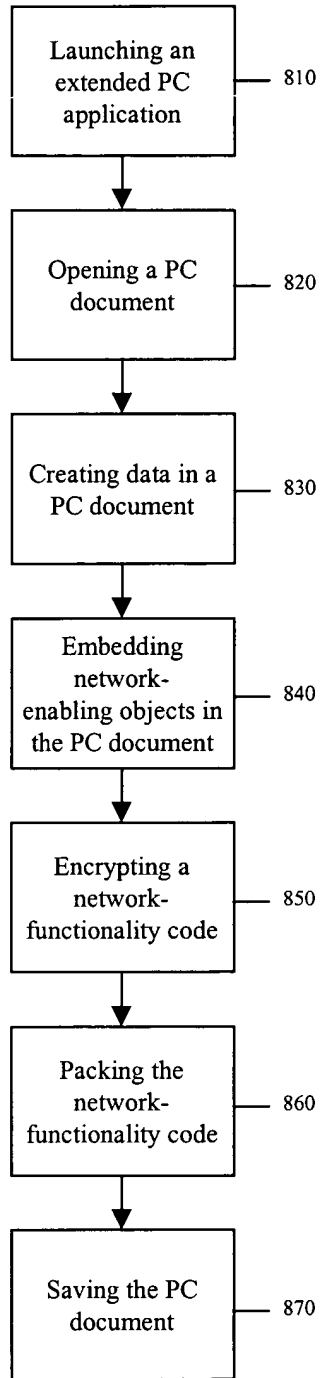 Launching an
extended PC
application
810
Opening a PC
document
820
Creating data in a
PC document
830
Embedding
network-
enabling objects in
the PC document
840
Encrypting a
network-
functionality code
850
Packing the
network-
functionality code
860
Saving the PC
document
870